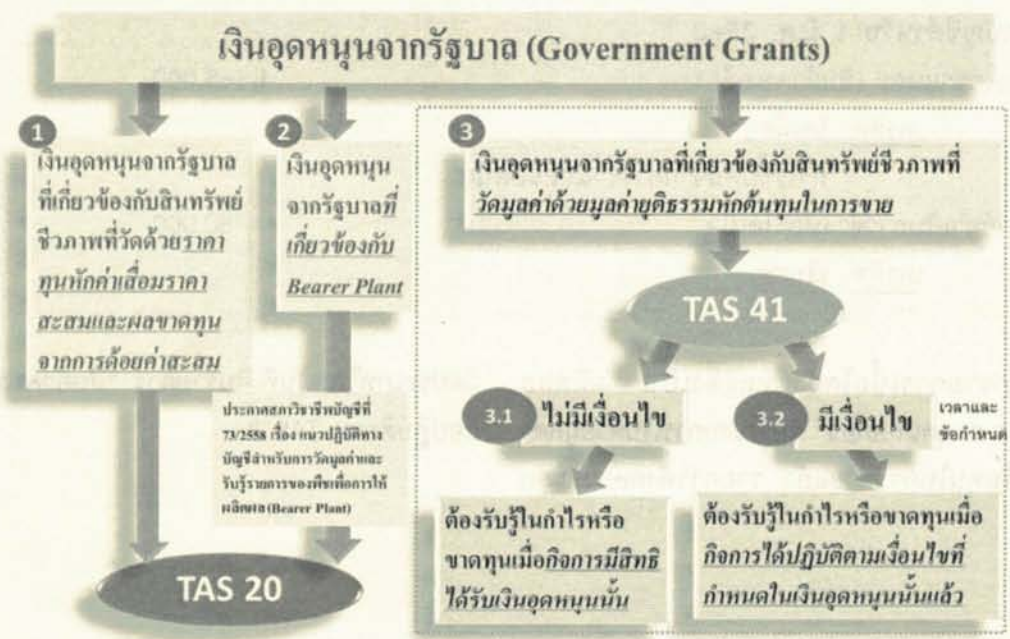 เงินอุดหนุนจากรัฐบาล (Government Grants)
1
เงินอุดหนุนจากรัฐบาล
ที่เกี่ยวข้องกับสินทรัพย์
ชีวภาพที่วัดด้วยราคา
ทุนหักค่าเสื่อมราคา
สะสมและผลขาดทุน
จากการด้อยค่าสะสม
2
เงินอุดหนุน
จากรัฐบาลที่
เกี่ยวข้องกับ
Bearer Plant
3
เงินอุดหนุนจากรัฐบาลที่เกี่ยวข้องกับสินทรัพย์ชีวภาพที่
วัดมูลค่าด้วยมูลค่ายุติธรรมหักต้นทุนในการขาย
TAS 41
3.1 ไม่มีเงื่อนไข
3.2 มีเงื่อนไข
เวลาและ
ข้อกำหนด
ประกาศสภาวิชาชีพบัญชีที่
73/2558 เรื่อง แนวปฏิบัติทาง
บัญชีสำหรับการวัดมูลค่าและ
รับรู้รายการของพืชเพื่อการให้
ผลิตผล (Bearer Plant)
TAS 20
ต้องรับรู้ในกำไรหรือ
ขาดทุนเมื่อกิจการมีสิทธิ
ได้รับเงินอุดหนุนนั้น
ต้องรับรู้ในกำไรหรือขาดทุนเมื่อ
กิจการได้ปฏิบัติตามเงื่อนไขที่
กำหนดในเงินอุดหนุนนั้นแล้ว